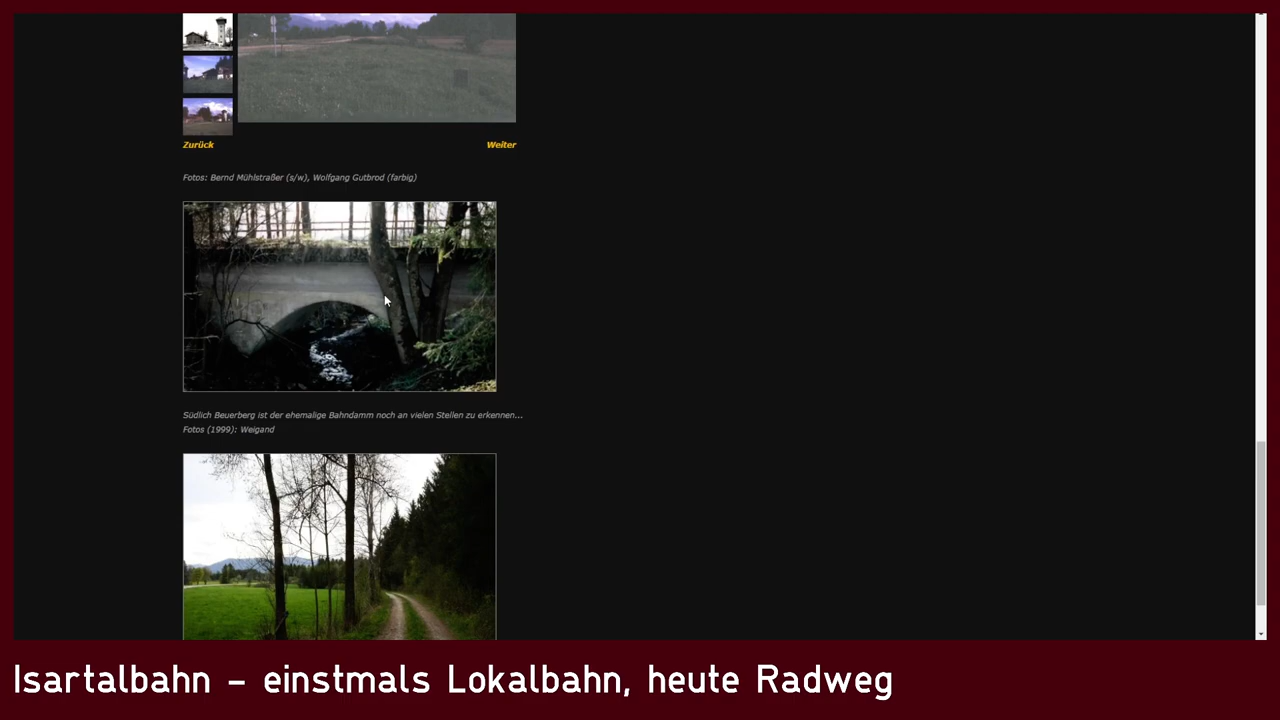 Zurück
Weiter
Fotos: Bernd Mühlstraßer (s/w), Wolfgang Gutbrod (farbig)
Südlich Beuerberg ist der ehemalige Bahndamm noch an vielen Stellen zu erkennen...
Fotos (1999): Weigand
Isartalbahn - einstmals Lokalbahn, heute Radweg